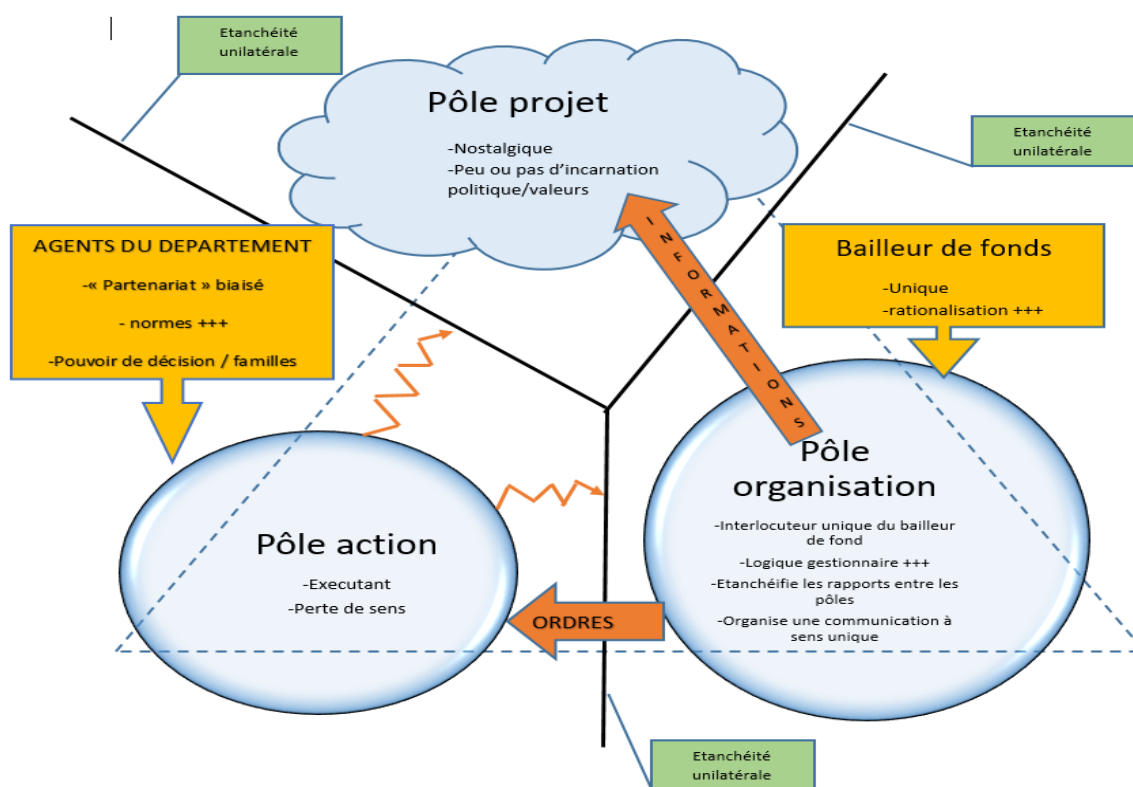 Etanchéité
unilatérale
Pôle projet
-Nostalgique
-Peu ou pas d'incarnation
politique/valeurs
Etanchéité
unilatérale
AGENTS DU DEPARTEMENT
-« Partenariat » biaisé
- normes +++
-Pouvoir de décision / familles
INFORMATIONS
Bailleur de fonds
-Unique
-rationalisation +++
Pôle action
-Executant
-Perte de sens
ORDRES
Pôle
organisation
-Interlocuteur unique du bailleur
de fond
-Logique gestionnaire +++
-Etanchéifie les rapports entre les
pôles
-Organise une communication à
sens unique
Etanchéité
unilatérale